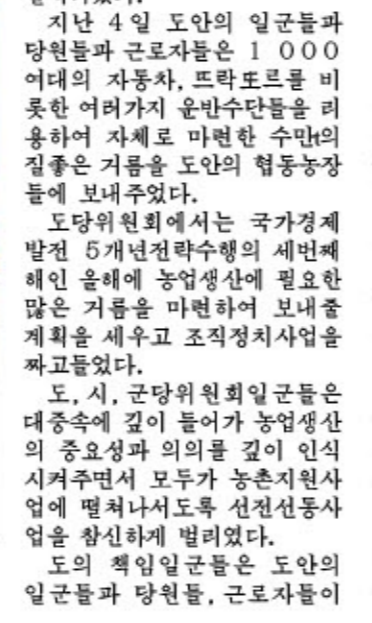 지난 4일 도안의 일군들과
당원들과 근로자들은 1 000
여대의 자동차, 뜨락또르를 비
롯한 여러가지 운반수단들을 리
용하여 자체로 마련한 수만t의
질좋은 거름을 도안의 협동농장
들에 보내주었다.
도당위원회에서는 국가경제
발전 5개년전략수행의 세번째
해인 올해에 농업생산에 필요한
많은 거름을 마련하여 보내줄
계획을 세우고 조직정치사업을
짜고들었다.
도, 시, 군당위원회일군들은
대중속에 깊이 들어가 농업생산
의 중요성과 의의를 깊이 인식
시켜주면서 모두가 농촌지원사
업에 떨쳐나서도록 선전선동사
업을 참신하게 벌리였다.
도의 책임일군들은 도안의
일군들과 당원들, 근로자들이